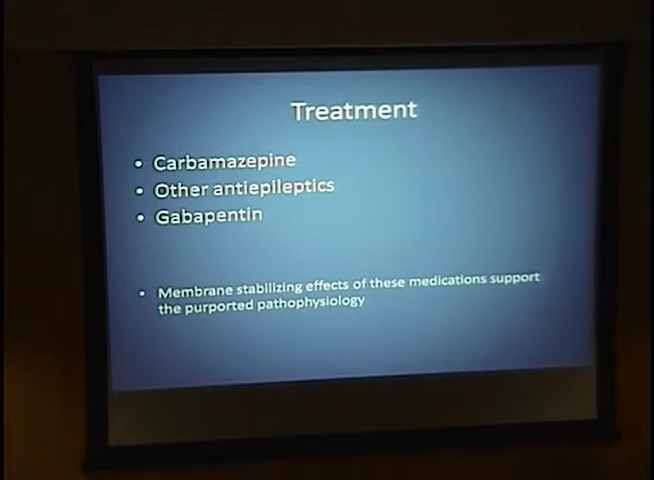 Treatment
• Carbamazepine
• Other antiepileptics
• Gabapentin
• Membrane stabilizing effects of these medications support
the purported pathophysiology